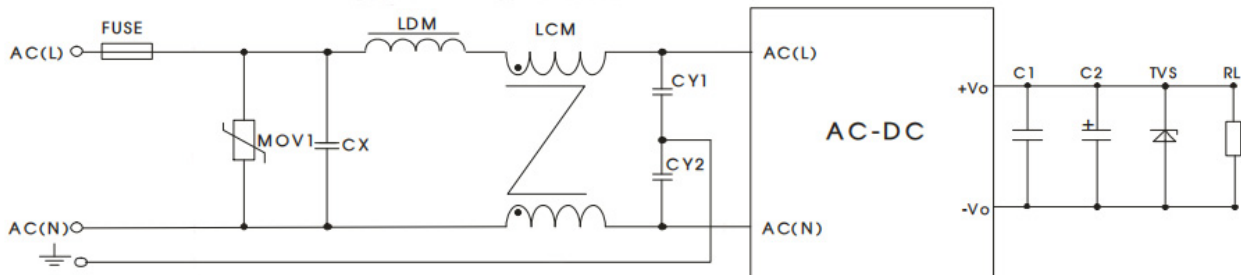 FUSE
LDM
LCM
AC(L)
AC(L)
C1
C2
TVS
RL
CY1
+Vo
MOV1
CX
AC-DC
+
CY2
-Vo
AC(N)
AC(N)